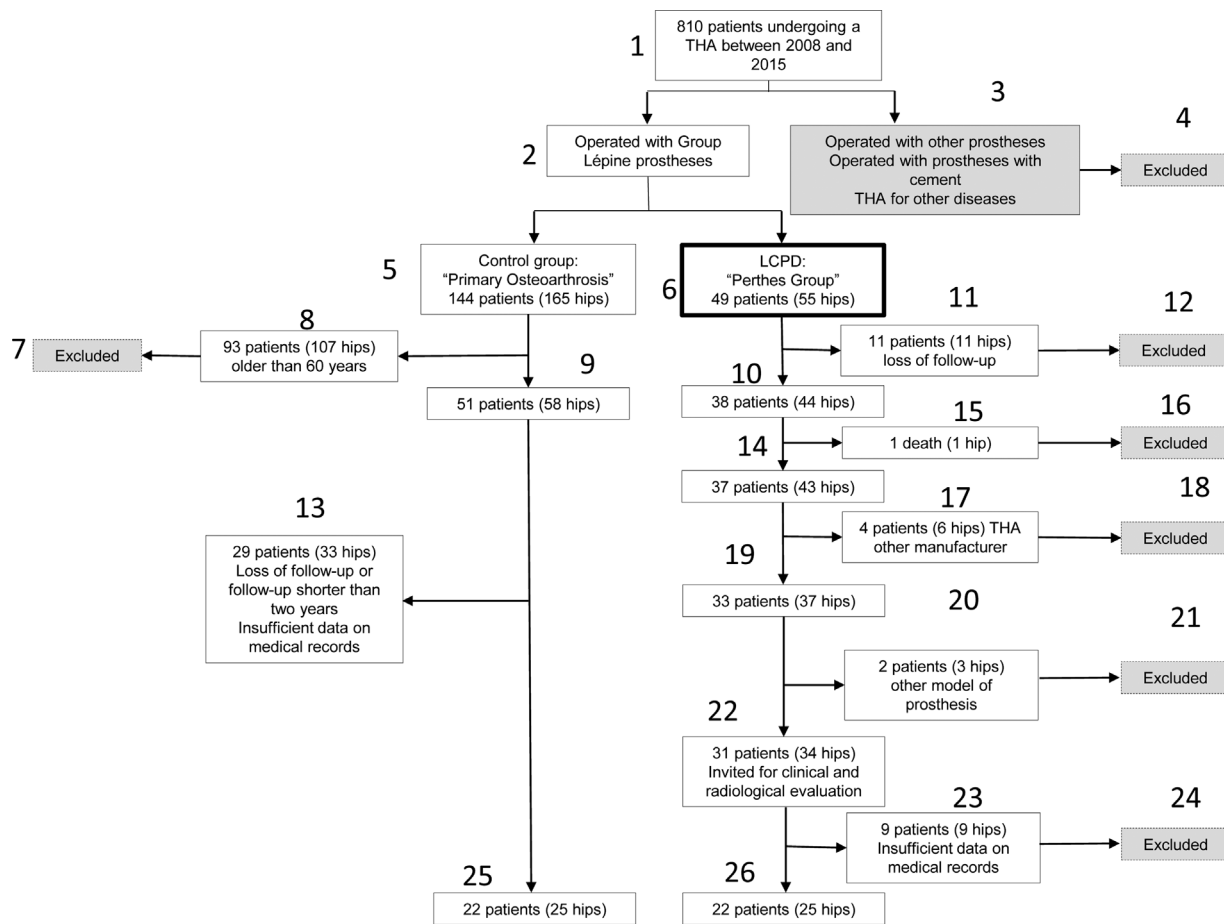 1
810 patients undergoing a
THA between 2008 and
2015
2
Operated with Group
Lépine prostheses
3
Operated with other prostheses
Operated with prostheses with
cement
THA for other diseases
4
Excluded
5
Control group:
“Primary Osteoarthrosis”
144 patients (165 hips)
6
LCPD:
“Perthes Group”
49 patients (55 hips)
7
Excluded
8
93 patients (107 hips)
older than 60 years
9
51 patients (58 hips)
10
38 patients (44 hips)
11
11 patients (11 hips)
loss of follow-up
12
Excluded
13
29 patients (33 hips)
Loss of follow-up or
follow-up shorter than
two years
Insufficient data on
medical records
14
37 patients (43 hips)
15
1 death (1 hip)
16
Excluded
17
4 patients (6 hips) THA
other manufacturer
18
Excluded
19
33 patients (37 hips)
20
2 patients (3 hips)
other model of
prosthesis
21
Excluded
22
31 patients (34 hips)
Invited for clinical and
radiological evaluation
23
9 patients (9 hips)
Insufficient data on
medical records
24
Excluded
25
22 patients (25 hips)
26
22 patients (25 hips)